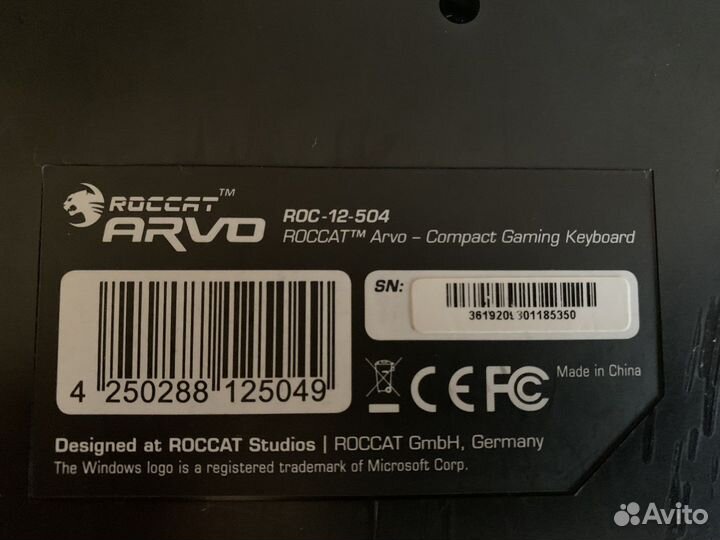 ROCCAT™
ARVO
ROC-12-504
ROCCAT™ Arvo – Compact Gaming Keyboard
SN:
4 250288 125049
CE FC
Made in China
Designed at ROCCAT Studios | ROCCAT GmbH, Germany
The Windows logo is a registered trademark of Microsoft Corp.
Avito